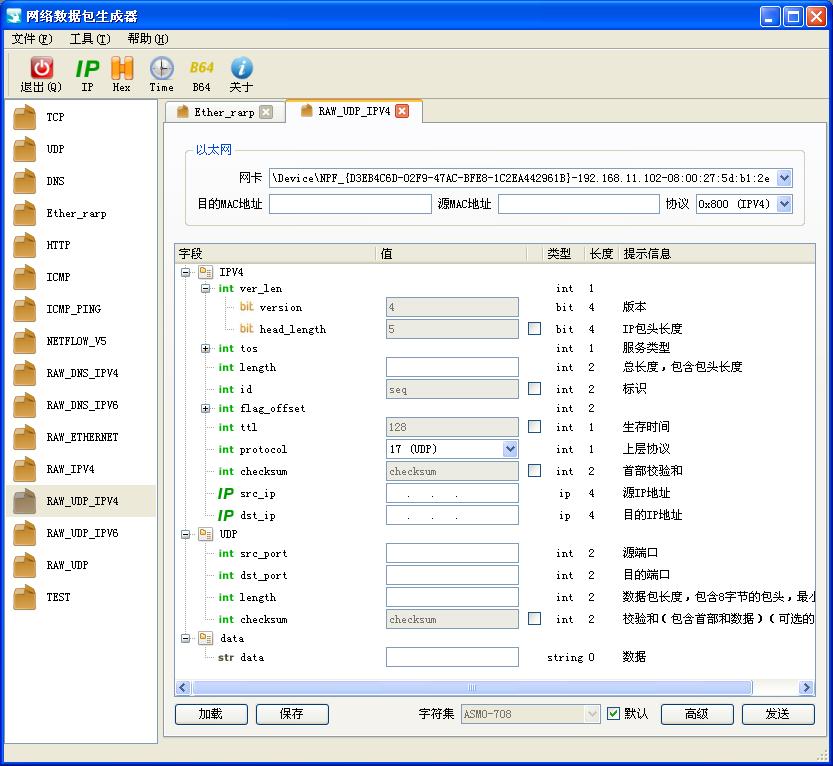 网络数据包生成器
文件(F) 工具(T) 帮助(H)
退出(Q) IP Hex Time B64 关于
IP B64
TCP
UDP
DNS
Ether_rarp
HTTP
ICMP
ICMP_PING
NETFLOW_V5
RAW_DNS_IPV4
RAW_DNS_IPV6
RAW_ETHERNET
RAW_IPV4
RAW_UDP_IPV4
RAW_UDP_IPV6
RAW_UDP
TEST
Ether_rarp RAW_UDP_IPV4
以太网
网卡 \Device\NPF_{D3EB4C6D-02F9-47AC-BFE8-1C2EA442961B}-192.168.11.102-08:00:27:5d:b1:2e
目的MAC地址 源MAC地址 协议 0x800 (IPV4)
字段 值 类型 长度 提示信息
IPV4
int ver_len int 1
bit version 4 bit 4 版本
bit head_length 5 bit 4 IP包头长度
int tos int 1 服务类型
int length int 2 总长度，包含包头长度
int id seq int 2 标识
int flag_offset int 2
int ttl 128 int 1 生存时间
int protocol 17 (UDP) int 1 上层协议
int checksum checksum int 2 首部校验和
IP src_ip . . . ip 4 源IP地址
IP dst_ip . . . ip 4 目的IP地址
UDP
int src_port int 2 源端口
int dst_port int 2 目的端口
int length int 2 数据包长度，包含8字节的包头，最小
int checksum checksum int 2 校验和(包含首部和数据)(可选的
data
str data string 0 数据
加载 保存 字符集 ASMO-708 默认 高级 发送